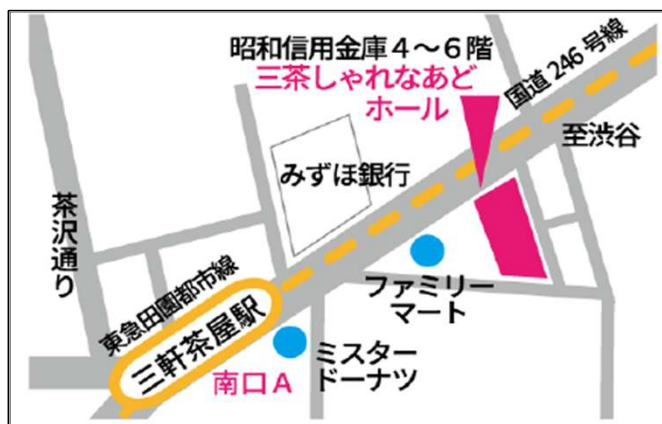 昭和信用金庫４〜６階
三茶しゃれなあど
ホール
国道246号線
至渋谷
みずほ銀行
茶沢通り
東急田園都市線
三軒茶屋駅
ファミリー
マート
ミスター
ドーナツ
南口A